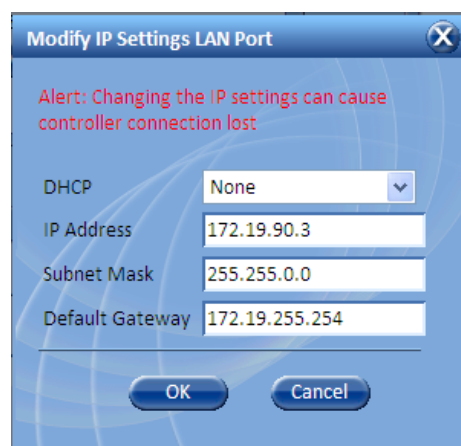 Modify IP Settings LAN Port
Alert: Changing the IP settings can cause
controller connection lost
DHCP None
IP Address 172.19.90.3
Subnet Mask 255.255.0.0
Default Gateway 172.19.255.254
OK Cancel